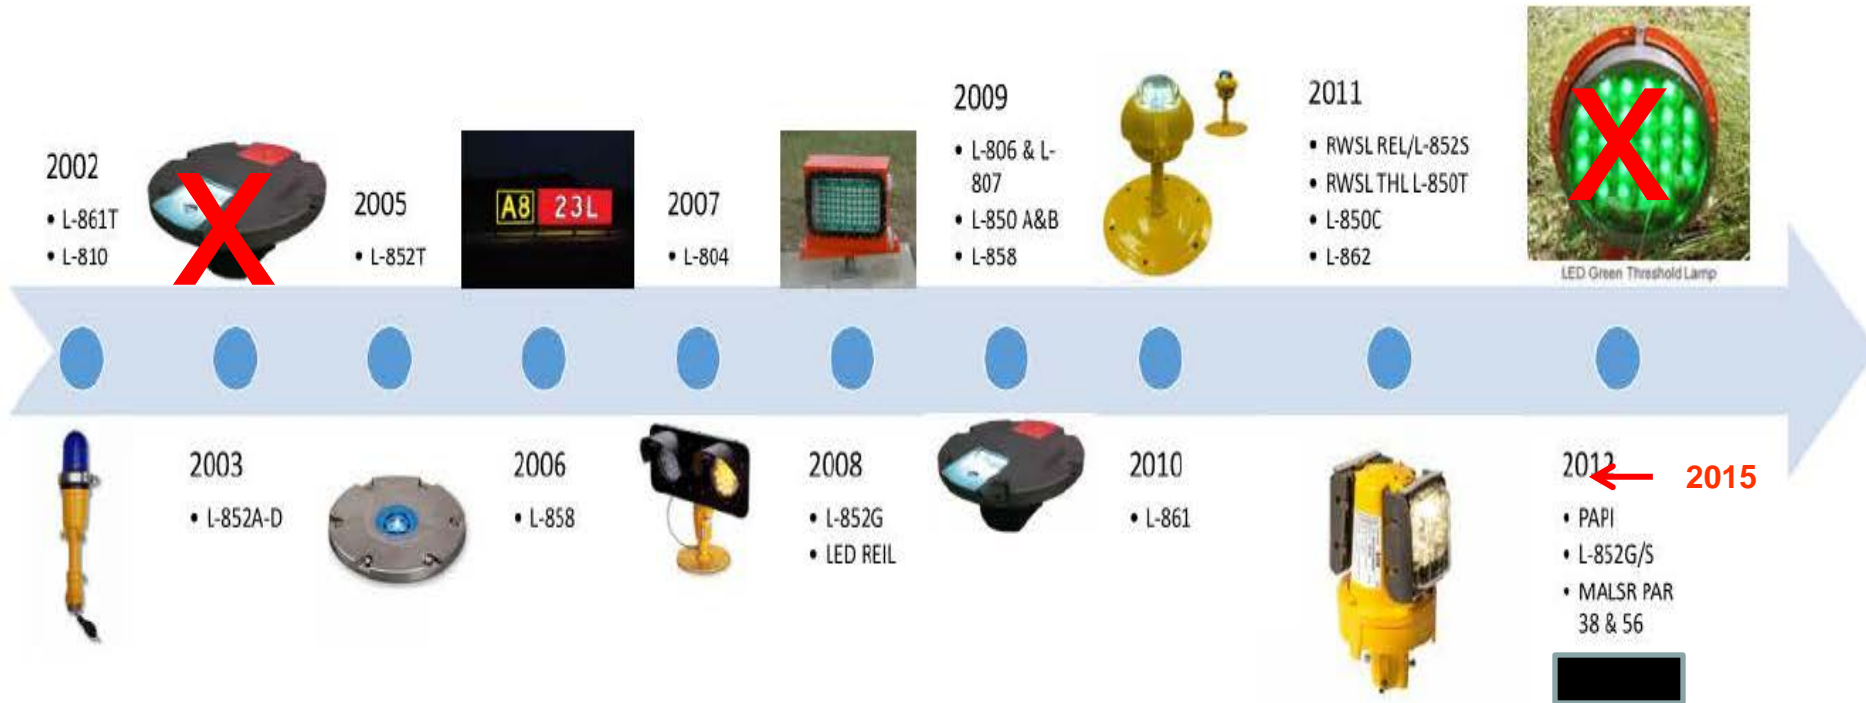 2002
• L-861T
• L-810
X
2003
• L-852A-D
2005
• L-852T
A8 23L
2006
• L-858
2007
• L-804
2008
• L-852G
• LED REIL
2009
• L-806 & L-
807
• L-850 A&B
• L-858
2010
• L-861
2011
• RWSL REL/L-852S
• RWSL THL L-850T
• L-850C
• L-862
X
LED Green Threshold Lamp
2012 2015
• PAPI
• L-852G/S
• MALSR PAR
38 & 56